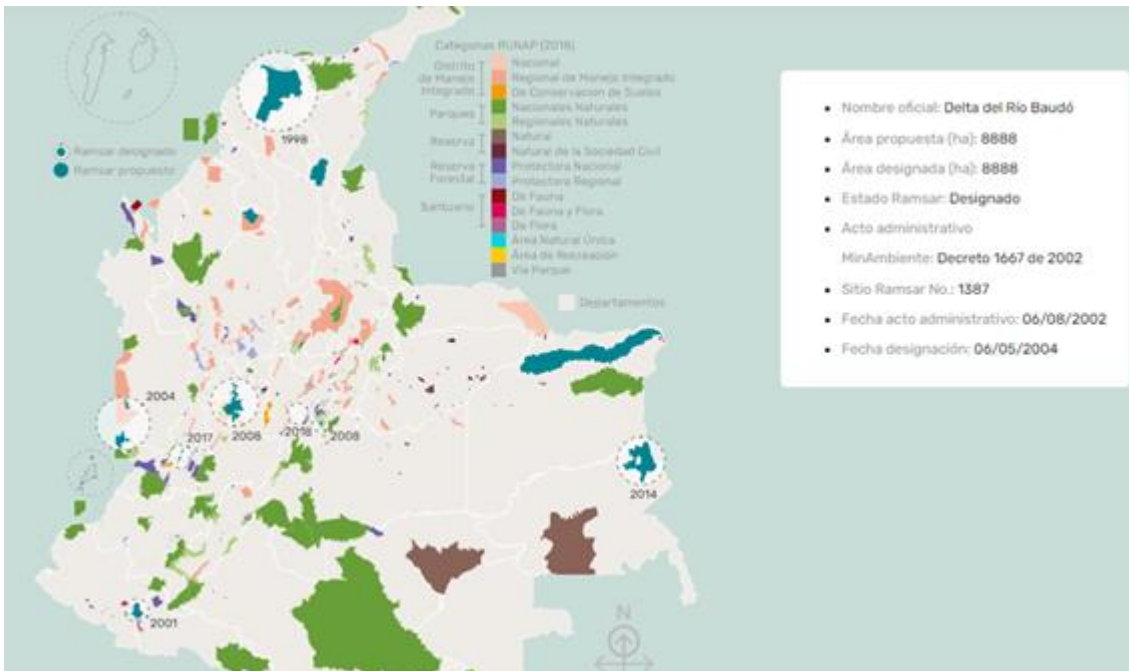 Categorías RUNAP (2018)
Distrito
de Manejo
Integrado
Nacional
Regional de Manejo Integrado
De Conservación de Suelos
Parques
Nacionales Naturales
Regionales Naturales
Reserva
Natural
Natural de la Sociedad Civil
Reserva
Forestal
Protectora Nacional
Protectora Regional
Santuario
De Fauna
De Fauna y Flora
De Flora
Área Natural Única
Área de Recreación
Vía Parque
Departamentos
Ramsar designado
Ramsar propuesto
1998
2004
2017
2008
2018
2008
2014
2001
N
• Nombre oficial: Delta del Río Baudó
• Área propuesta (ha): 8888
• Área designada (ha): 8888
• Estado Ramsar: Designado
• Acto administrativo
MinAmbiente: Decreto 1667 de 2002
• Sitio Ramsar No.: 1387
• Fecha acto administrativo: 06/08/2002
• Fecha designación: 06/05/2004